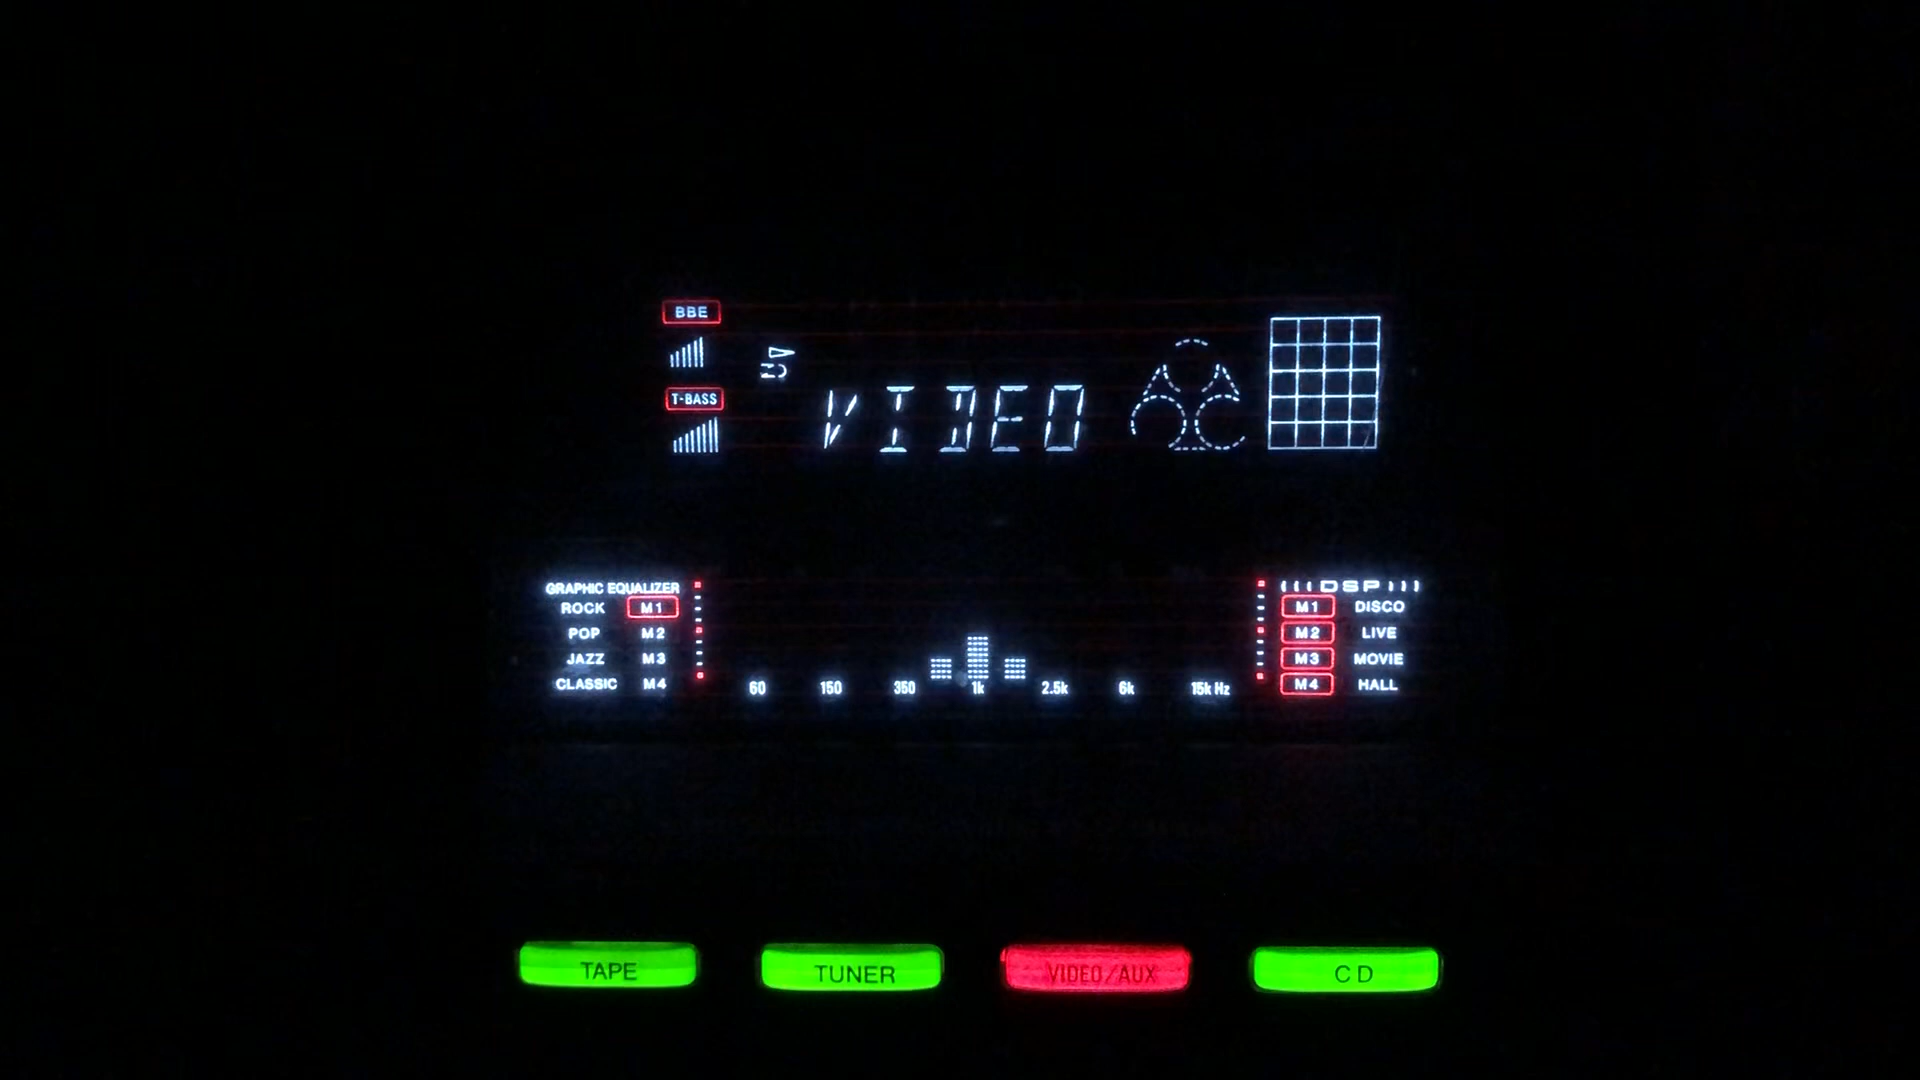 BBE
T-BASS
VIDEO
GRAPHIC EQUALIZER
ROCK M1
POP M2
JAZZ M3
CLASSIC M4
60 150 350 1k 2.5k 6k 15k Hz
DSP
M1 DISCO
M2 LIVE
M3 MOVIE
M4 HALL
TAPE TUNER VIDEO/AUX CD